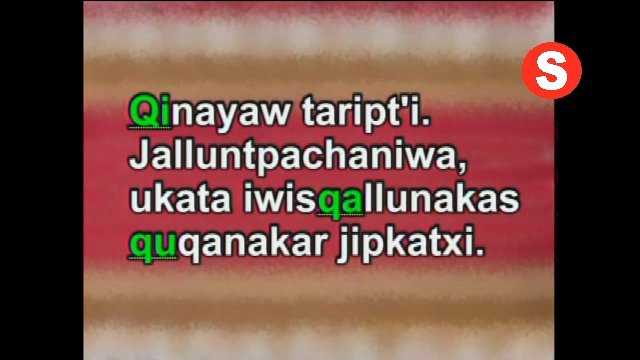 S
Qinayaw taript'i.
Jalluntpachaniwa,
ukata iwisqallunakas
quqanakar jipkatxi.